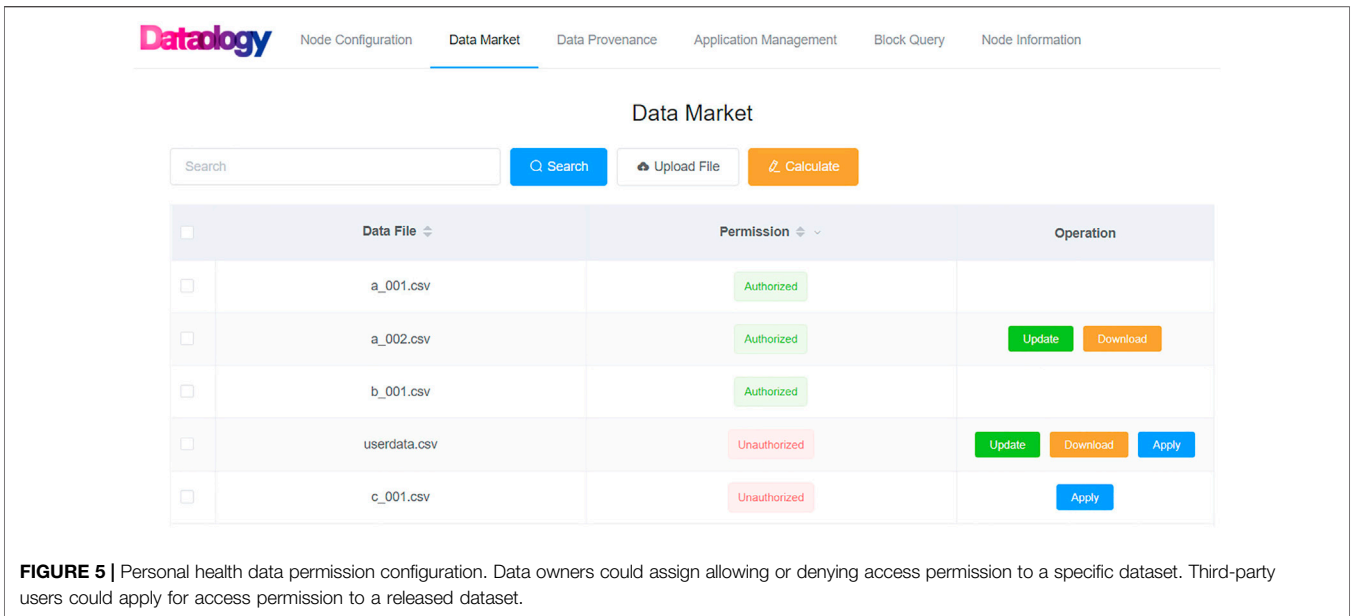 Dataology Node Configuration Data Market Data Provenance Application Management Block Query Node Information
Data Market
Search Search Upload File Calculate
Data File Permission Operation
a_001.csv Authorized
a_002.csv Authorized Update Download
b_001.csv Authorized
userdata.csv Unauthorized Update Download Apply
c_001.csv Unauthorized Apply
FIGURE 5 | Personal health data permission configuration. Data owners could assign allowing or denying access permission to a specific dataset. Third-party
users could apply for access permission to a released dataset.